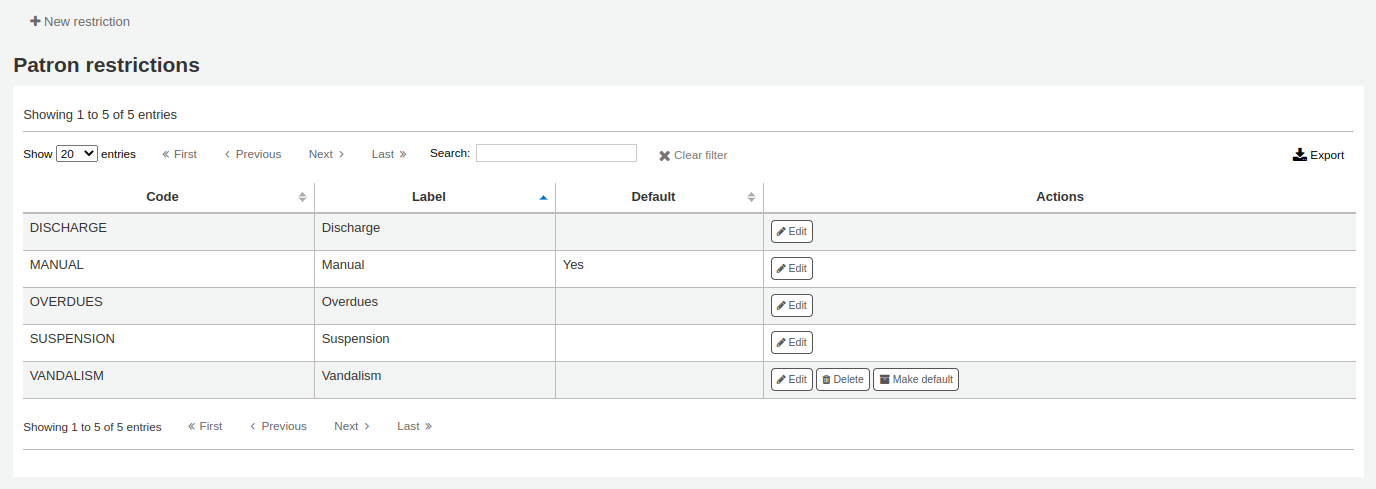 New restriction
Patron restrictions
Showing 1 to 5 of 5 entries
Show 20 entries First Previous Next Last Search: Clear filter Export
Code Label Default Actions
DISCHARGE Discharge Edit
MANUAL Manual Yes Edit
OVERDUES Overdues Edit
SUSPENSION Suspension Edit
VANDALISM Vandalism Edit Delete Make default
Showing 1 to 5 of 5 entries First Previous Next Last